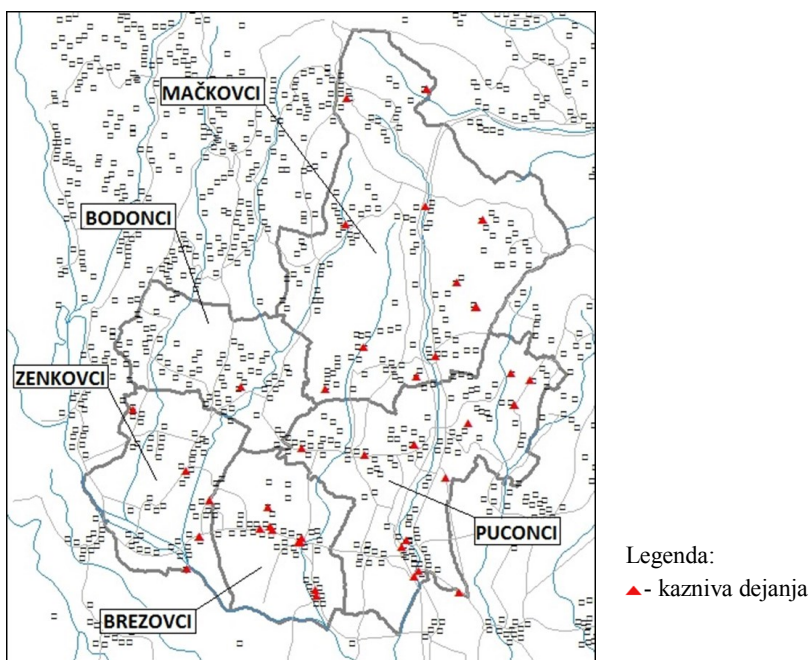 MAČKOVCI
BODONCI
ZENKOVCI
PUCONCI
BREZOVCI
Legenda:
- kazniva dejanja